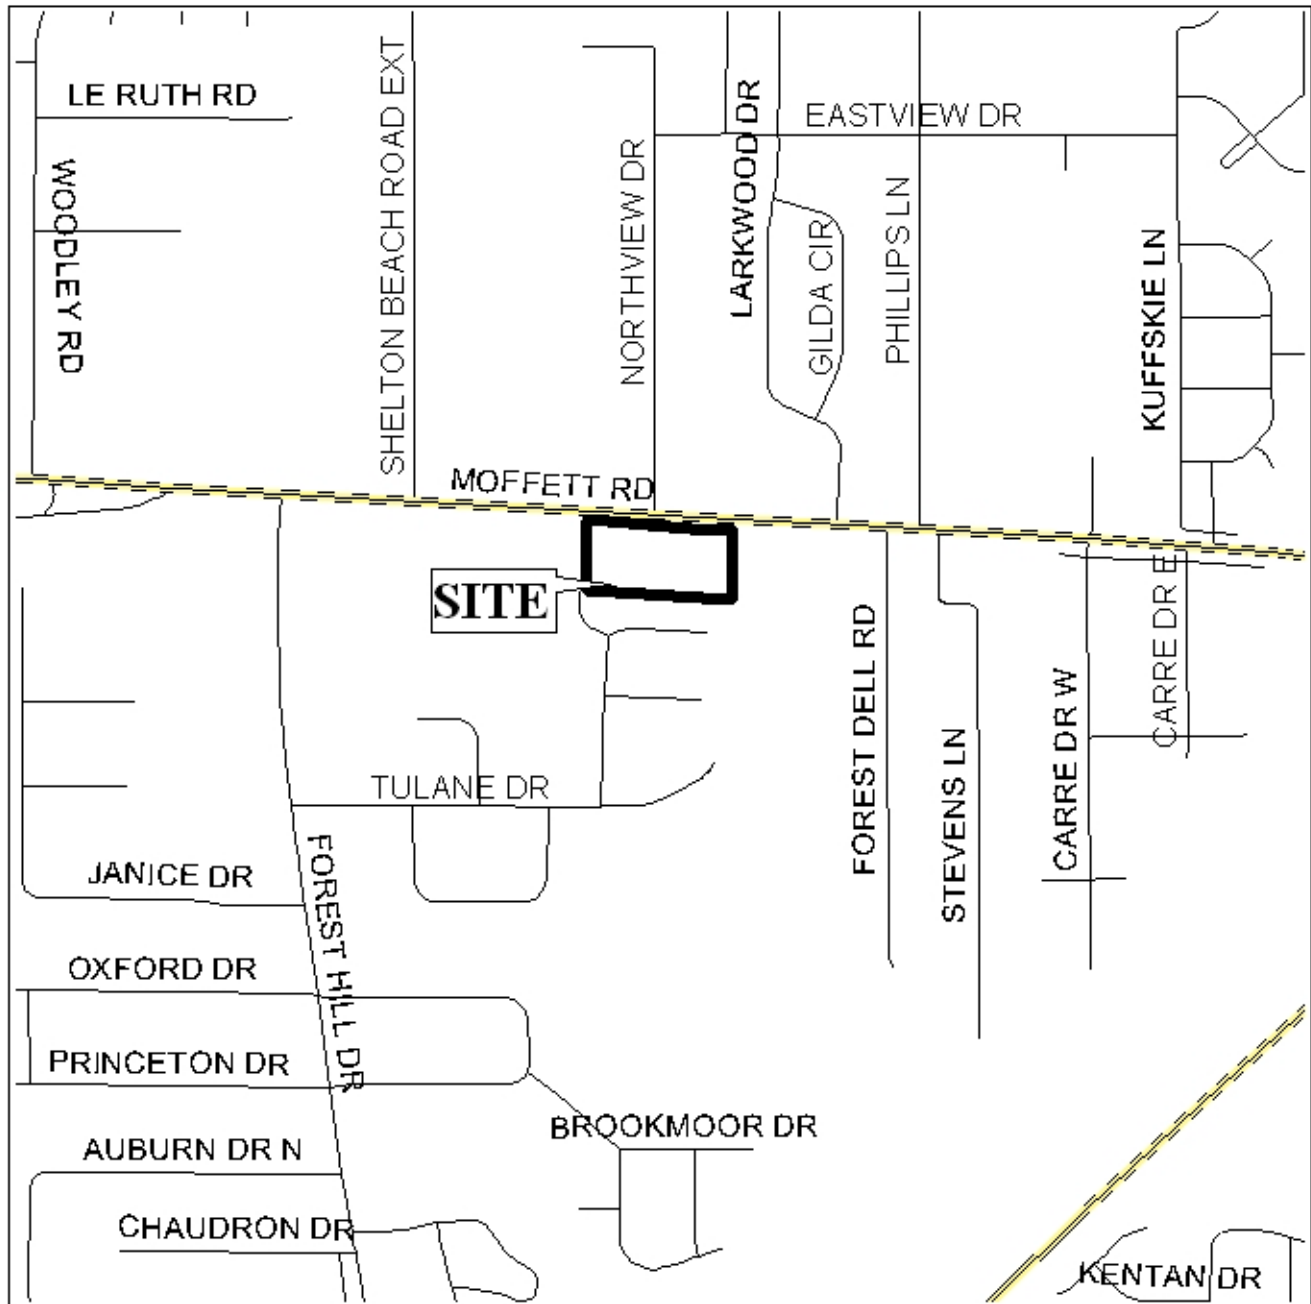 LE RUTH RD
WOODLEY RD
SHELTON BEACH ROAD EXT
NORTHVIEW DR
LARKWOOD DR
EASTVIEW DR
GILDA CIR
PHILLIPS LN
KUFFSKIE LN
MOFFETT RD
SITE
FOREST DELL RD
STEVENS LN
CARRE DR W
CARRE DR E
TULANE DR
JANICE DR
FOREST HILL DR
OXFORD DR
PRINCETON DR
AUBURN DR N
BROOKMOOR DR
CHAUDRON DR
KENTAN DR